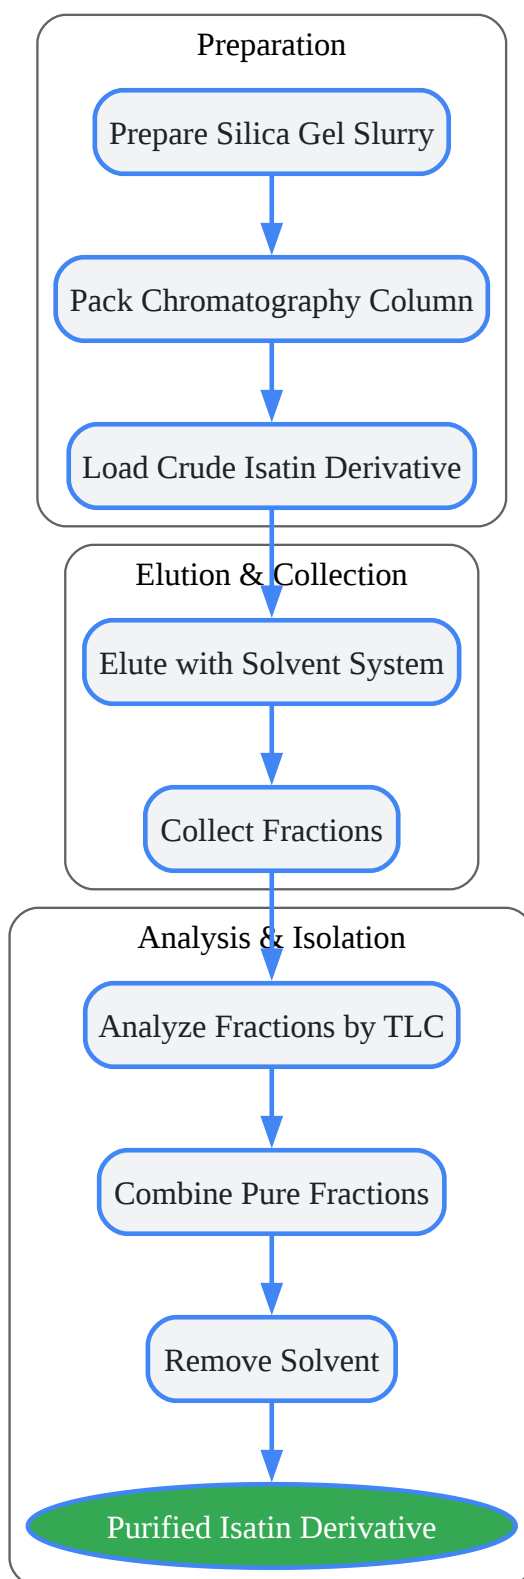 Preparation
Prepare Silica Gel Slurry
Pack Chromatography Column
Load Crude Isatin Derivative
Elution & Collection
Elute with Solvent System
Collect Fractions
Analysis & Isolation
Analyze Fractions by TLC
Combine Pure Fractions
Remove Solvent
Purified Isatin Derivative